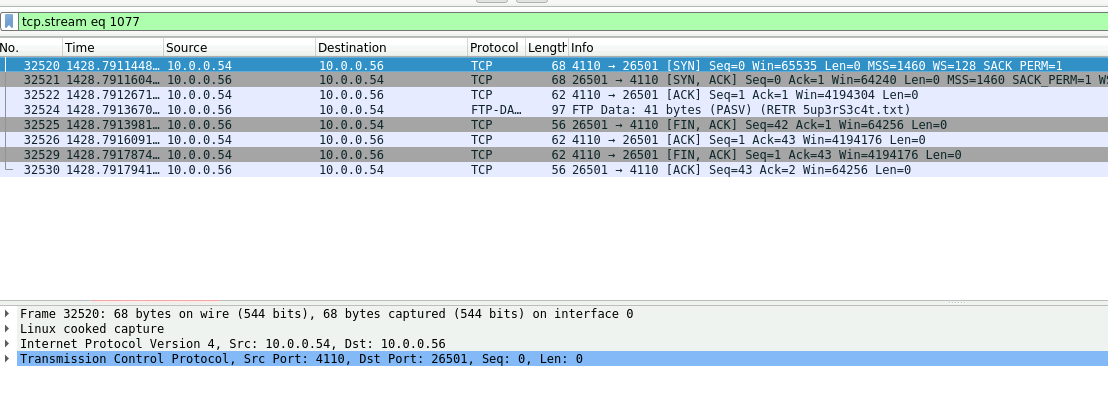 tcp.stream eq 1077
No. Time Source Destination Protocol Length Info
32520 1428.7911448… 10.0.0.54 10.0.0.56 TCP 68 4110 → 26501 [SYN] Seq=0 Win=65535 Len=0 MSS=1460 WS=128 SACK_PERM=1
32521 1428.7911604… 10.0.0.56 10.0.0.54 TCP 68 26501 → 4110 [SYN, ACK] Seq=0 Ack=1 Win=64240 Len=0 MSS=1460 SACK_PERM=1 WS
32522 1428.7912671… 10.0.0.54 10.0.0.56 TCP 62 4110 → 26501 [ACK] Seq=1 Ack=1 Win=4194304 Len=0
32524 1428.7913670… 10.0.0.56 10.0.0.54 FTP-DA… 97 FTP Data: 41 bytes (PASV) (RETR 5up3rS3c4t.txt)
32525 1428.7913981… 10.0.0.56 10.0.0.54 TCP 56 26501 → 4110 [FIN, ACK] Seq=42 Ack=1 Win=64256 Len=0
32526 1428.7916091… 10.0.0.54 10.0.0.56 TCP 62 4110 → 26501 [ACK] Seq=1 Ack=43 Win=4194176 Len=0
32529 1428.7917874… 10.0.0.54 10.0.0.56 TCP 62 4110 → 26501 [FIN, ACK] Seq=1 Ack=43 Win=4194176 Len=0
32530 1428.7917941… 10.0.0.56 10.0.0.54 TCP 56 26501 → 4110 [ACK] Seq=43 Ack=2 Win=64256 Len=0
Frame 32520: 68 bytes on wire (544 bits), 68 bytes captured (544 bits) on interface 0
Linux cooked capture
Internet Protocol Version 4, Src: 10.0.0.54, Dst: 10.0.0.56
Transmission Control Protocol, Src Port: 4110, Dst Port: 26501, Seq: 0, Len: 0